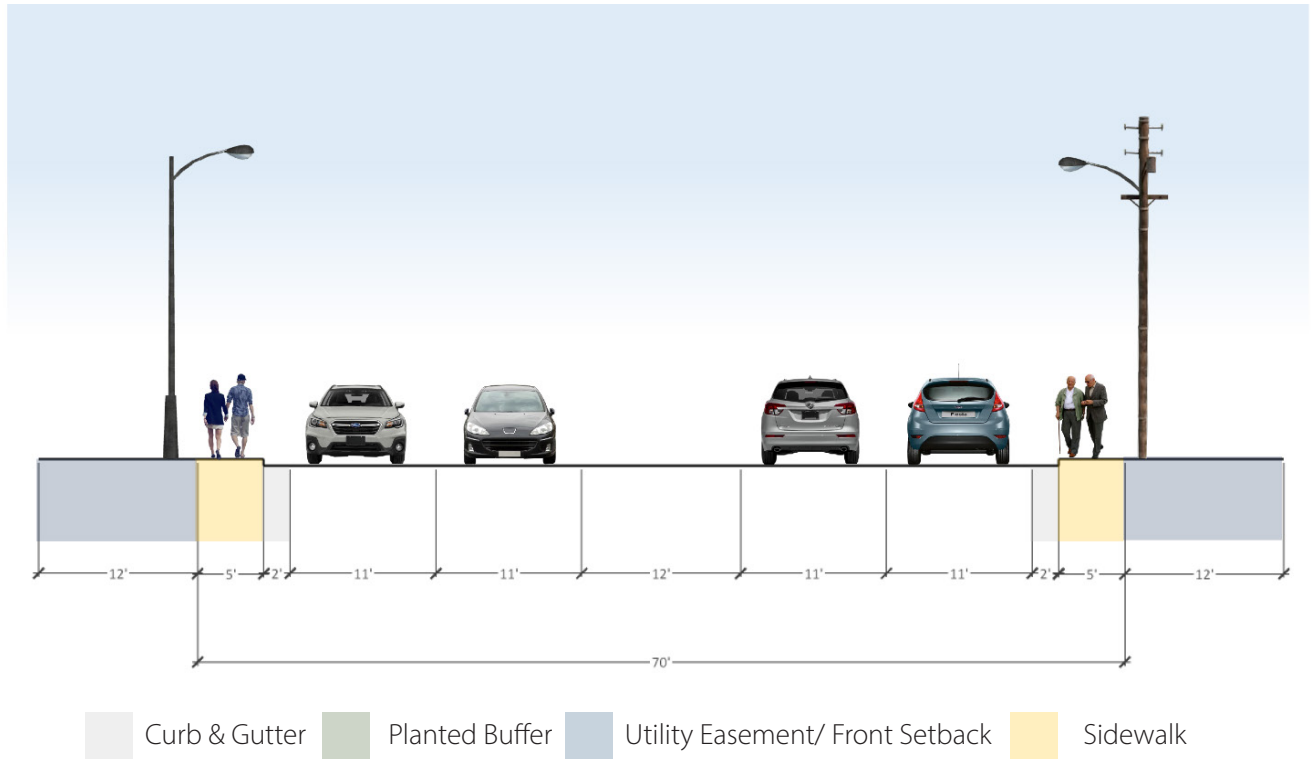 12' 5' 2' 11' 11' 12' 11' 11' 2' 5' 12'
70'
Curb & Gutter Planted Buffer Utility Easement/ Front Setback Sidewalk